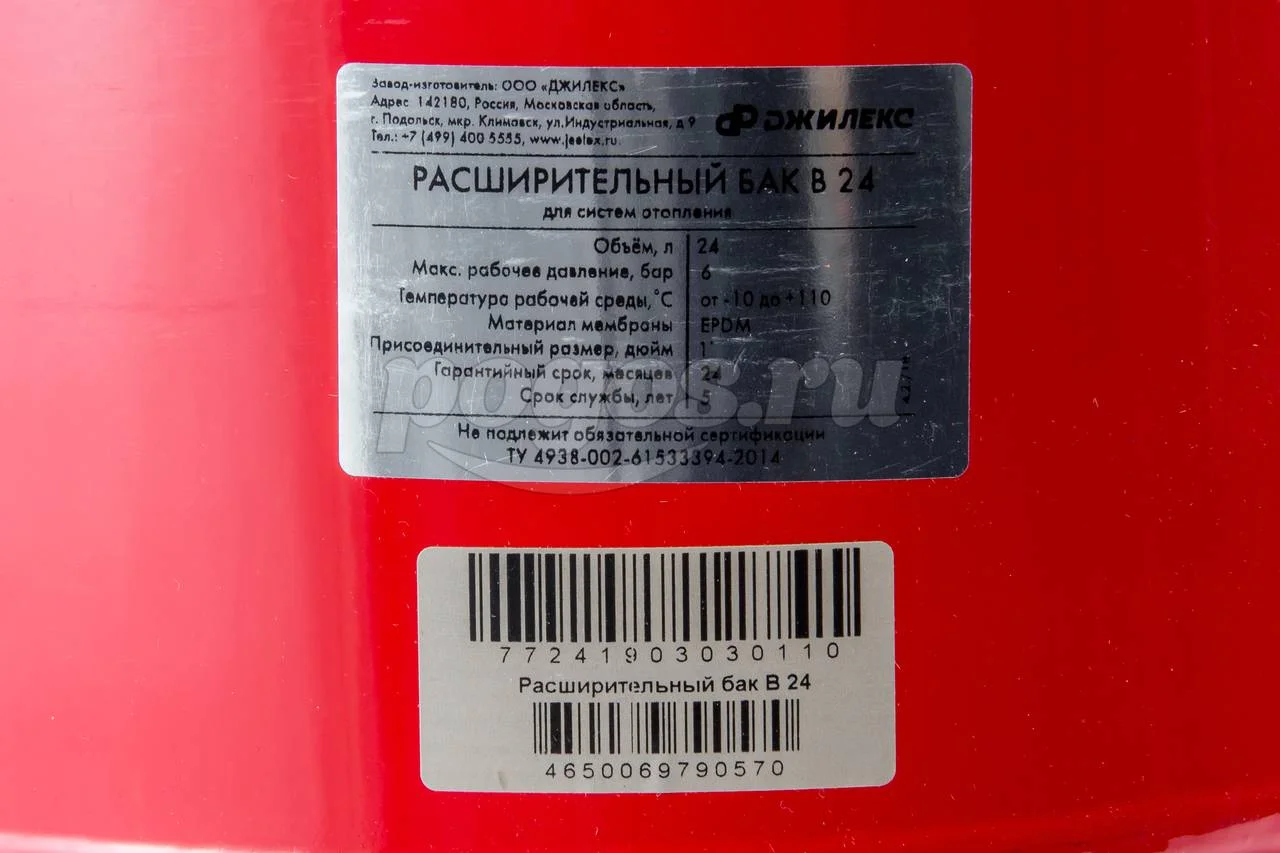 Завод-изготовитель: ООО «ДЖИЛЕКС»
Адрес 142180, Россия, Московская область,
г. Подольск, мкр. Климовск, ул.Индустриальная, д 9
Тел.: +7 (499) 400 5555, www.jeelex.ru.
ДЖИЛЕКС
РАСШИРИТЕЛЬНЫЙ БАК В 24
для систем отопления
Объём, л 24
Макс. рабочее давление, бар 6
Температура рабочей среды,°С от -10 до +110
Материал мембраны EPDM
Присоединительный размер, дюйм 1"
Гарантийный срок, месяцев 24
Срок службы, лет 5
Не подлежит обязательной сертификации
ТУ 4938-002-61533394-2014
pogos.ru
77241903030110
Расширительный бак В 24
4650069790570